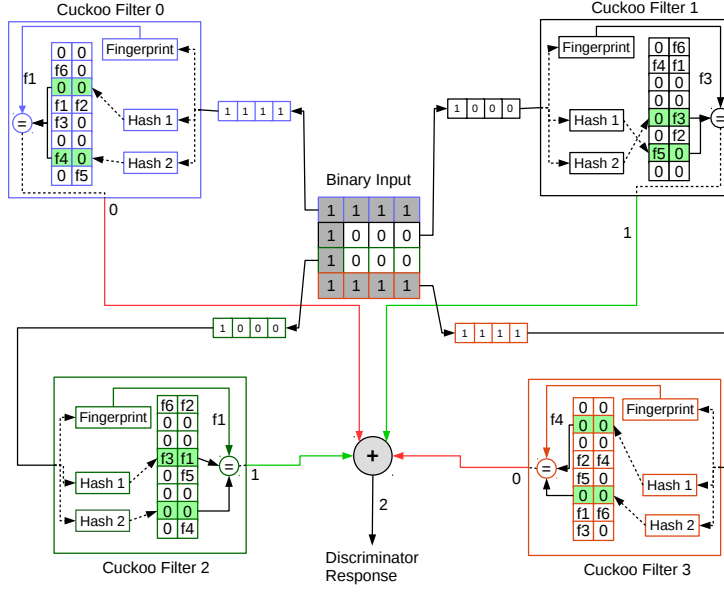 Cuckoo Filter 0
Fingerprint
f1
0 0
f6 0
0 0
f1 f2
f3 0
0 0
f4 0
0 f5
=
Hash 1
Hash 2
1 1 1 1
0
Cuckoo Filter 1
Fingerprint
f3
0 f6
f4 f1
0 0
0 0
0 f3
0 f2
f5 0
0 0
=
Hash 1
Hash 2
1 0 0 0
1
Binary Input
1 1 1 1
1 0 0 0
1 0 0 0
1 1 1 1
1 0 0 0
1 1 1 1
Fingerprint
f1
f6 f2
0 0
0 0
f3 f1
0 f5
0 0
0 0
0 f4
=
Hash 1
Hash 2
1
Cuckoo Filter 2
+
2
Discriminator
Response
Fingerprint
f4
0 0
0 0
0 0
f2 f4
f5 0
0 0
f1 f6
f3 0
=
Hash 1
Hash 2
0
Cuckoo Filter 3